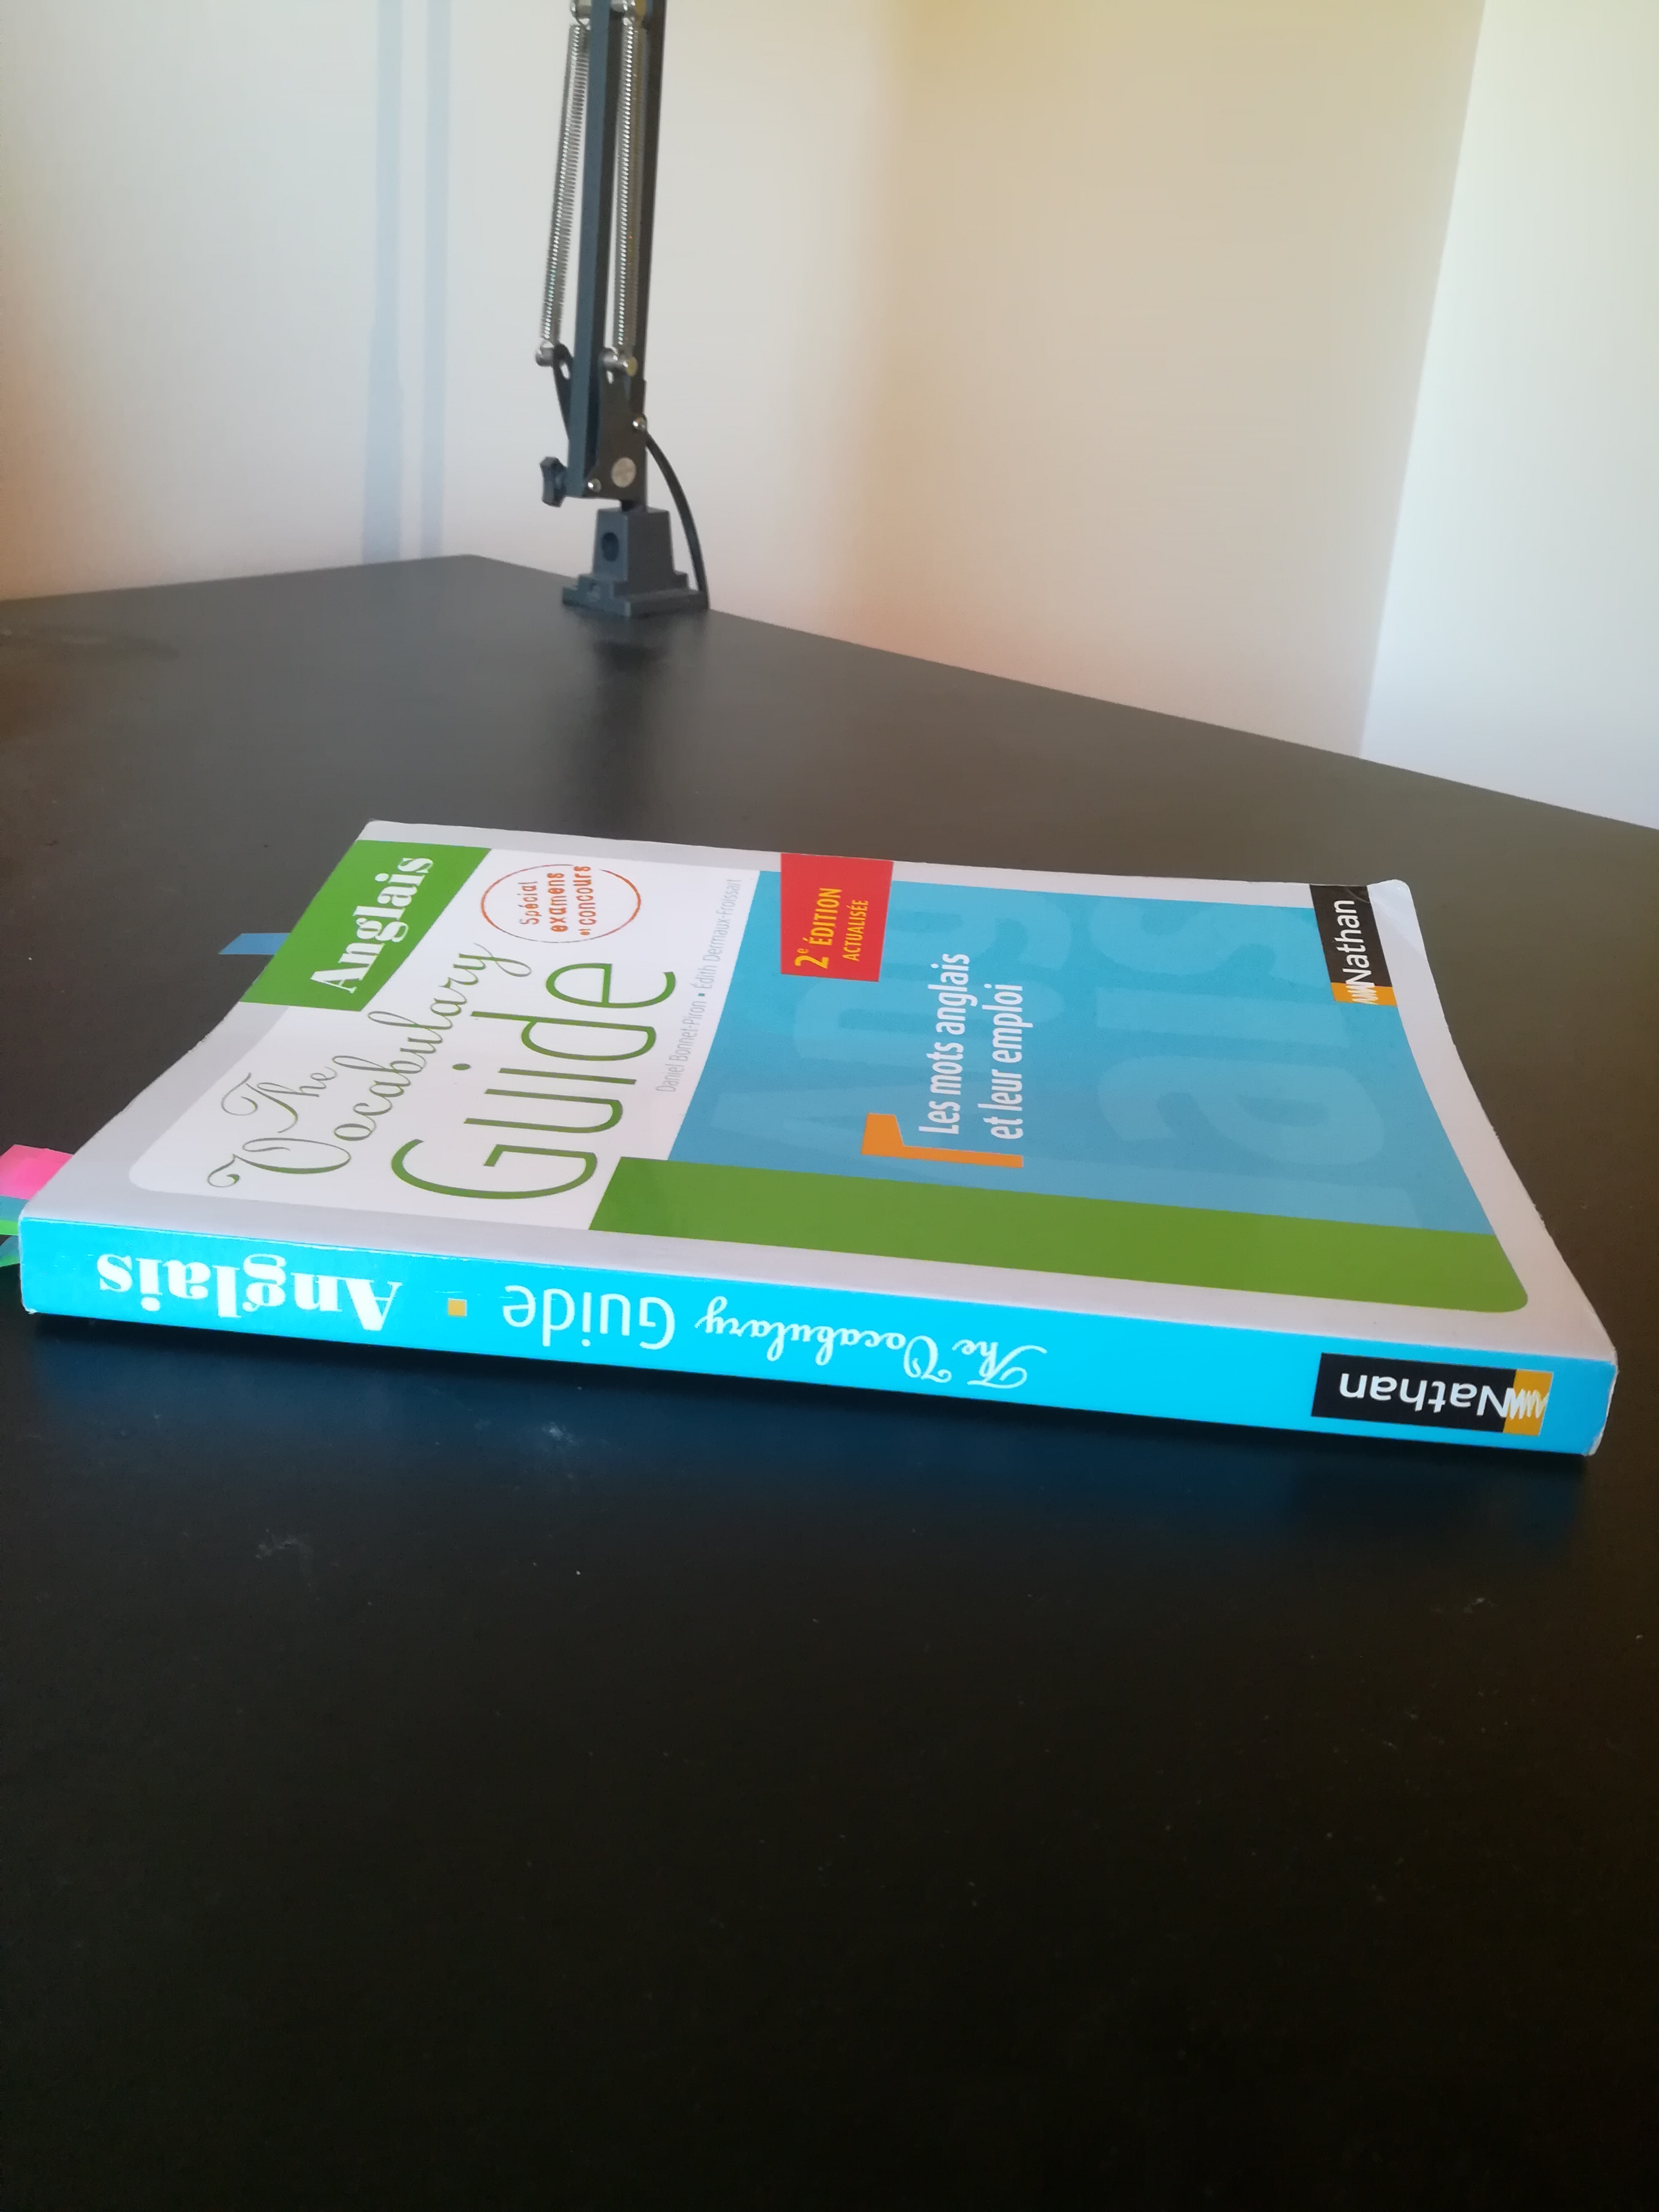 Anglais
Spécial
examens
et concours
The
Vocabulary
Guide
Daniel Bonnet-Piron • Édith Dermaux-Froissart
2e ÉDITION
ACTUALISÉE
Les mots anglais
et leur emploi
Anglais
Nathan
Nathan The Vocabulary Guide ▪ Anglais